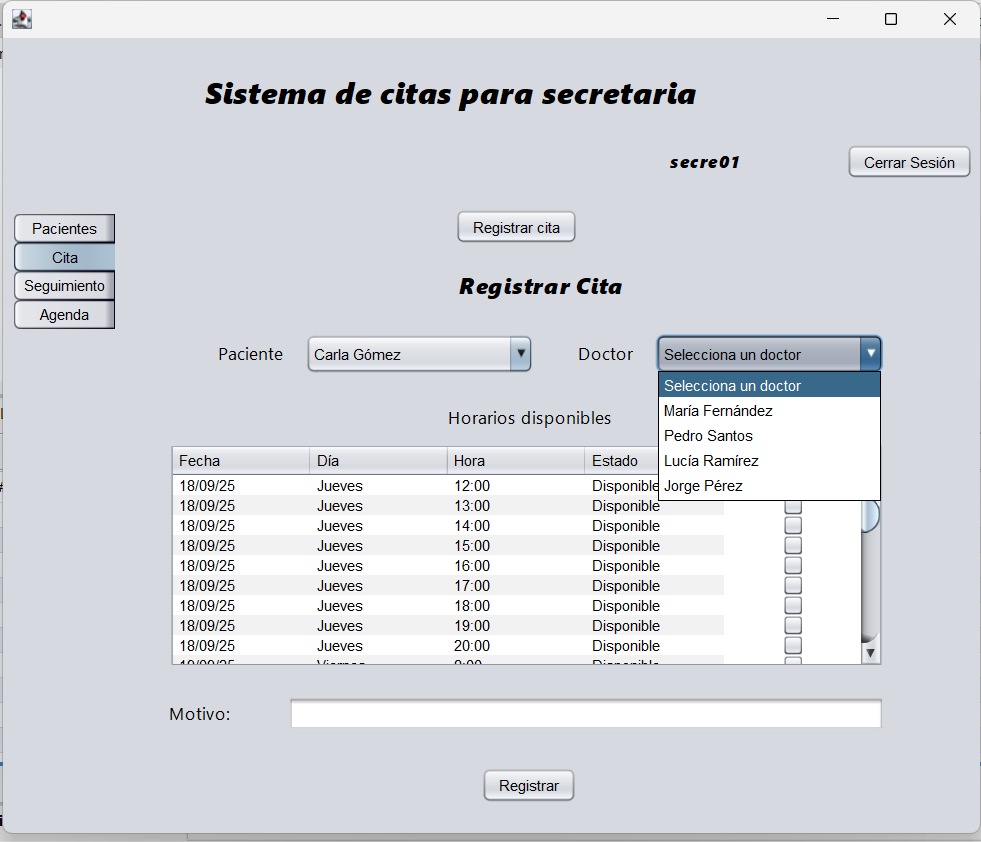 Sistema de citas para secretaria
secre01
Cerrar Sesión
Pacientes
Cita
Seguimiento
Agenda
Registrar cita
Registrar Cita
Paciente
Carla Gómez
Doctor
Selecciona un doctor
Selecciona un doctor
María Fernández
Pedro Santos
Lucía Ramírez
Jorge Pérez
Horarios disponibles
Fecha Día Hora Estado
18/09/25 Jueves 12:00 Disponible
18/09/25 Jueves 13:00 Disponible
18/09/25 Jueves 14:00 Disponible
18/09/25 Jueves 15:00 Disponible
18/09/25 Jueves 16:00 Disponible
18/09/25 Jueves 17:00 Disponible
18/09/25 Jueves 18:00 Disponible
18/09/25 Jueves 19:00 Disponible
18/09/25 Jueves 20:00 Disponible
Motivo:
Registrar